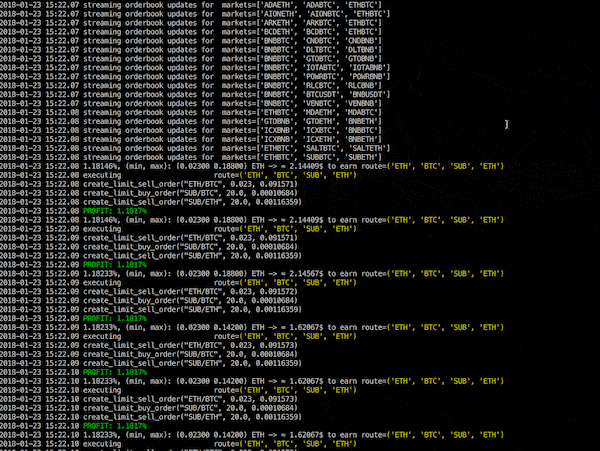 2018-01-23 15:22.07 streaming orderbook updates for  markets=['ADAETH', 'ADABTC', 'ETHBTC']
2018-01-23 15:22.07 streaming orderbook updates for  markets=['AIONETH', 'AIONBTC', 'ETHBTC']
2018-01-23 15:22.07 streaming orderbook updates for  markets=['ARKETH', 'ARKBTC', 'ETHBTC']
2018-01-23 15:22.07 streaming orderbook updates for  markets=['BCDETH', 'BCDBTC', 'ETHBTC']
2018-01-23 15:22.07 streaming orderbook updates for  markets=['BNBBTC', 'CNDBTC', 'CNDBNB']
2018-01-23 15:22.07 streaming orderbook updates for  markets=['BNBBTC', 'DLTBTC', 'DLTBNB']
2018-01-23 15:22.07 streaming orderbook updates for  markets=['BNBBTC', 'GTOBTC', 'GTOBNB']
2018-01-23 15:22.07 streaming orderbook updates for  markets=['BNBBTC', 'IOTABTC', 'IOTABNB']
2018-01-23 15:22.07 streaming orderbook updates for  markets=['BNBBTC', 'POWRBTC', 'POWRBNB']
2018-01-23 15:22.07 streaming orderbook updates for  markets=['BNBBTC', 'RLCBTC', 'RLCBNB']
2018-01-23 15:22.07 streaming orderbook updates for  markets=['BNBBTC', 'BTCUSDT', 'BNBUSDT']
2018-01-23 15:22.07 streaming orderbook updates for  markets=['BNBBTC', 'VENBTC', 'VENBNB']
2018-01-23 15:22.08 streaming orderbook updates for  markets=['ETHBTC', 'MDAETH', 'MDABTC']
2018-01-23 15:22.08 streaming orderbook updates for  markets=['GTOBNB', 'GTOETH', 'BNBETH']
2018-01-23 15:22.08 streaming orderbook updates for  markets=['ICXBNB', 'ICXBTC', 'BNBBTC']
2018-01-23 15:22.08 streaming orderbook updates for  markets=['ICXBNB', 'ICXETH', 'BNBETH']
2018-01-23 15:22.08 streaming orderbook updates for  markets=['ETHBTC', 'SALTBTC', 'SALTETH']
2018-01-23 15:22.08 streaming orderbook updates for  markets=['ETHBTC', 'SUBBTC', 'SUBETH']
2018-01-23 15:22.08 1.18146%, (min, max): (0.02300 0.18800) ETH -> ≈ 2.14409$ to earn route=('ETH', 'BTC', 'SUB', 'ETH')
2018-01-23 15:22.08 executing route=('ETH', 'BTC', 'SUB', 'ETH')
2018-01-23 15:22.08 create_limit_sell_order("ETH/BTC", 0.023, 0.091571)
2018-01-23 15:22.08 create_limit_buy_order("SUB/BTC", 20.0, 0.00010684)
2018-01-23 15:22.08 create_limit_sell_order("SUB/ETH", 20.0, 0.00116359)
2018-01-23 15:22.08 PROFIT: 1.1817%
2018-01-23 15:22.08 1.18146%, (min, max): (0.02300 0.18800) ETH -> ≈ 2.14409$ to earn route=('ETH', 'BTC', 'SUB', 'ETH')
2018-01-23 15:22.09 executing route=('ETH', 'BTC', 'SUB', 'ETH')
2018-01-23 15:22.09 create_limit_sell_order("ETH/BTC", 0.023, 0.091571)
2018-01-23 15:22.09 create_limit_buy_order("SUB/BTC", 20.0, 0.00010684)
2018-01-23 15:22.09 create_limit_sell_order("SUB/ETH", 20.0, 0.00116359)
2018-01-23 15:22.09 PROFIT: 1.1817%
2018-01-23 15:22.09 1.18233%, (min, max): (0.02300 0.18800) ETH -> ≈ 2.14567$ to earn route=('ETH', 'BTC', 'SUB', 'ETH')
2018-01-23 15:22.09 executing route=('ETH', 'BTC', 'SUB', 'ETH')
2018-01-23 15:22.09 create_limit_sell_order("ETH/BTC", 0.023, 0.091572)
2018-01-23 15:22.09 create_limit_buy_order("SUB/BTC", 20.0, 0.00010684)
2018-01-23 15:22.09 create_limit_sell_order("SUB/ETH", 20.0, 0.00116359)
2018-01-23 15:22.09 PROFIT: 1.1817%
2018-01-23 15:22.09 1.18233%, (min, max): (0.02300 0.14200) ETH -> ≈ 1.62067$ to earn route=('ETH', 'BTC', 'SUB', 'ETH')
2018-01-23 15:22.09 executing route=('ETH', 'BTC', 'SUB', 'ETH')
2018-01-23 15:22.09 create_limit_sell_order("ETH/BTC", 0.023, 0.091573)
2018-01-23 15:22.09 create_limit_buy_order("SUB/BTC", 20.0, 0.00010684)
2018-01-23 15:22.09 create_limit_sell_order("SUB/ETH", 20.0, 0.00116359)
2018-01-23 15:22.10 PROFIT: 1.1817%
2018-01-23 15:22.10 1.18233%, (min, max): (0.02300 0.14200) ETH -> ≈ 1.62067$ to earn route=('ETH', 'BTC', 'SUB', 'ETH')
2018-01-23 15:22.10 executing route=('ETH', 'BTC', 'SUB', 'ETH')
2018-01-23 15:22.10 create_limit_sell_order("ETH/BTC", 0.023, 0.091573)
2018-01-23 15:22.10 create_limit_buy_order("SUB/BTC", 20.0, 0.00010684)
2018-01-23 15:22.10 create_limit_sell_order("SUB/ETH", 20.0, 0.00116359)
2018-01-23 15:22.10 PROFIT: 1.1817%
2018-01-23 15:22.10 1.18233%, (min, max): (0.02300 0.14200) ETH -> ≈ 1.62067$ to earn route=('ETH', 'BTC', 'SUB', 'ETH')
2018-01-23 15:22.10 executing route=('ETH', 'BTC', 'SUB', 'ETH')